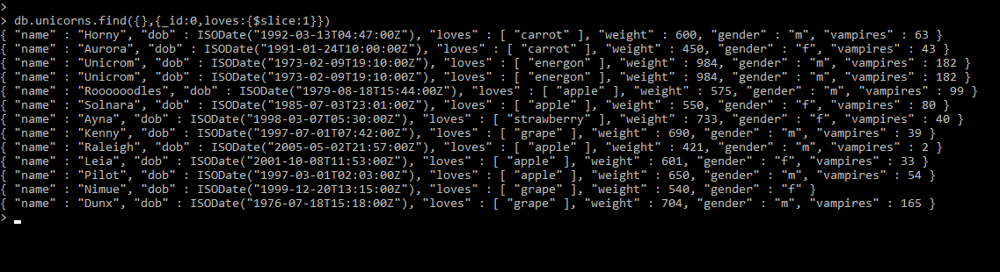 >
> db.unicorns.find({},{_id:0,loves:{$slice:1}})
{ "name" : "Horny", "dob" : ISODate("1992-03-13T04:47:00Z"), "loves" : [ "carrot" ], "weight" : 600, "gender" : "m", "vampires" : 63 }
{ "name" : "Aurora", "dob" : ISODate("1991-01-24T10:00:00Z"), "loves" : [ "carrot" ], "weight" : 450, "gender" : "f", "vampires" : 43 }
{ "name" : "Unicrom", "dob" : ISODate("1973-02-09T19:10:00Z"), "loves" : [ "energon" ], "weight" : 984, "gender" : "m", "vampires" : 182 }
{ "name" : "Unicrom", "dob" : ISODate("1973-02-09T19:10:00Z"), "loves" : [ "energon" ], "weight" : 984, "gender" : "m", "vampires" : 182 }
{ "name" : "Roooooodles", "dob" : ISODate("1979-08-18T15:44:00Z"), "loves" : [ "apple" ], "weight" : 575, "gender" : "m", "vampires" : 99 }
{ "name" : "Solnara", "dob" : ISODate("1985-07-03T23:01:00Z"), "loves" : [ "apple" ], "weight" : 550, "gender" : "f", "vampires" : 80 }
{ "name" : "Ayna", "dob" : ISODate("1998-03-07T05:30:00Z"), "loves" : [ "strawberry" ], "weight" : 733, "gender" : "f", "vampires" : 40 }
{ "name" : "Kenny", "dob" : ISODate("1997-07-01T07:42:00Z"), "loves" : [ "grape" ], "weight" : 690, "gender" : "m", "vampires" : 39 }
{ "name" : "Raleigh", "dob" : ISODate("2005-05-02T21:57:00Z"), "loves" : [ "apple" ], "weight" : 421, "gender" : "m", "vampires" : 2 }
{ "name" : "Leia", "dob" : ISODate("2001-10-08T11:53:00Z"), "loves" : [ "apple" ], "weight" : 601, "gender" : "f", "vampires" : 33 }
{ "name" : "Pilot", "dob" : ISODate("1997-03-01T02:03:00Z"), "loves" : [ "apple" ], "weight" : 650, "gender" : "m", "vampires" : 54 }
{ "name" : "Nimue", "dob" : ISODate("1999-12-20T13:15:00Z"), "loves" : [ "grape" ], "weight" : 540, "gender" : "f" }
{ "name" : "Dunx", "dob" : ISODate("1976-07-18T15:18:00Z"), "loves" : [ "grape" ], "weight" : 704, "gender" : "m", "vampires" : 165 }
>